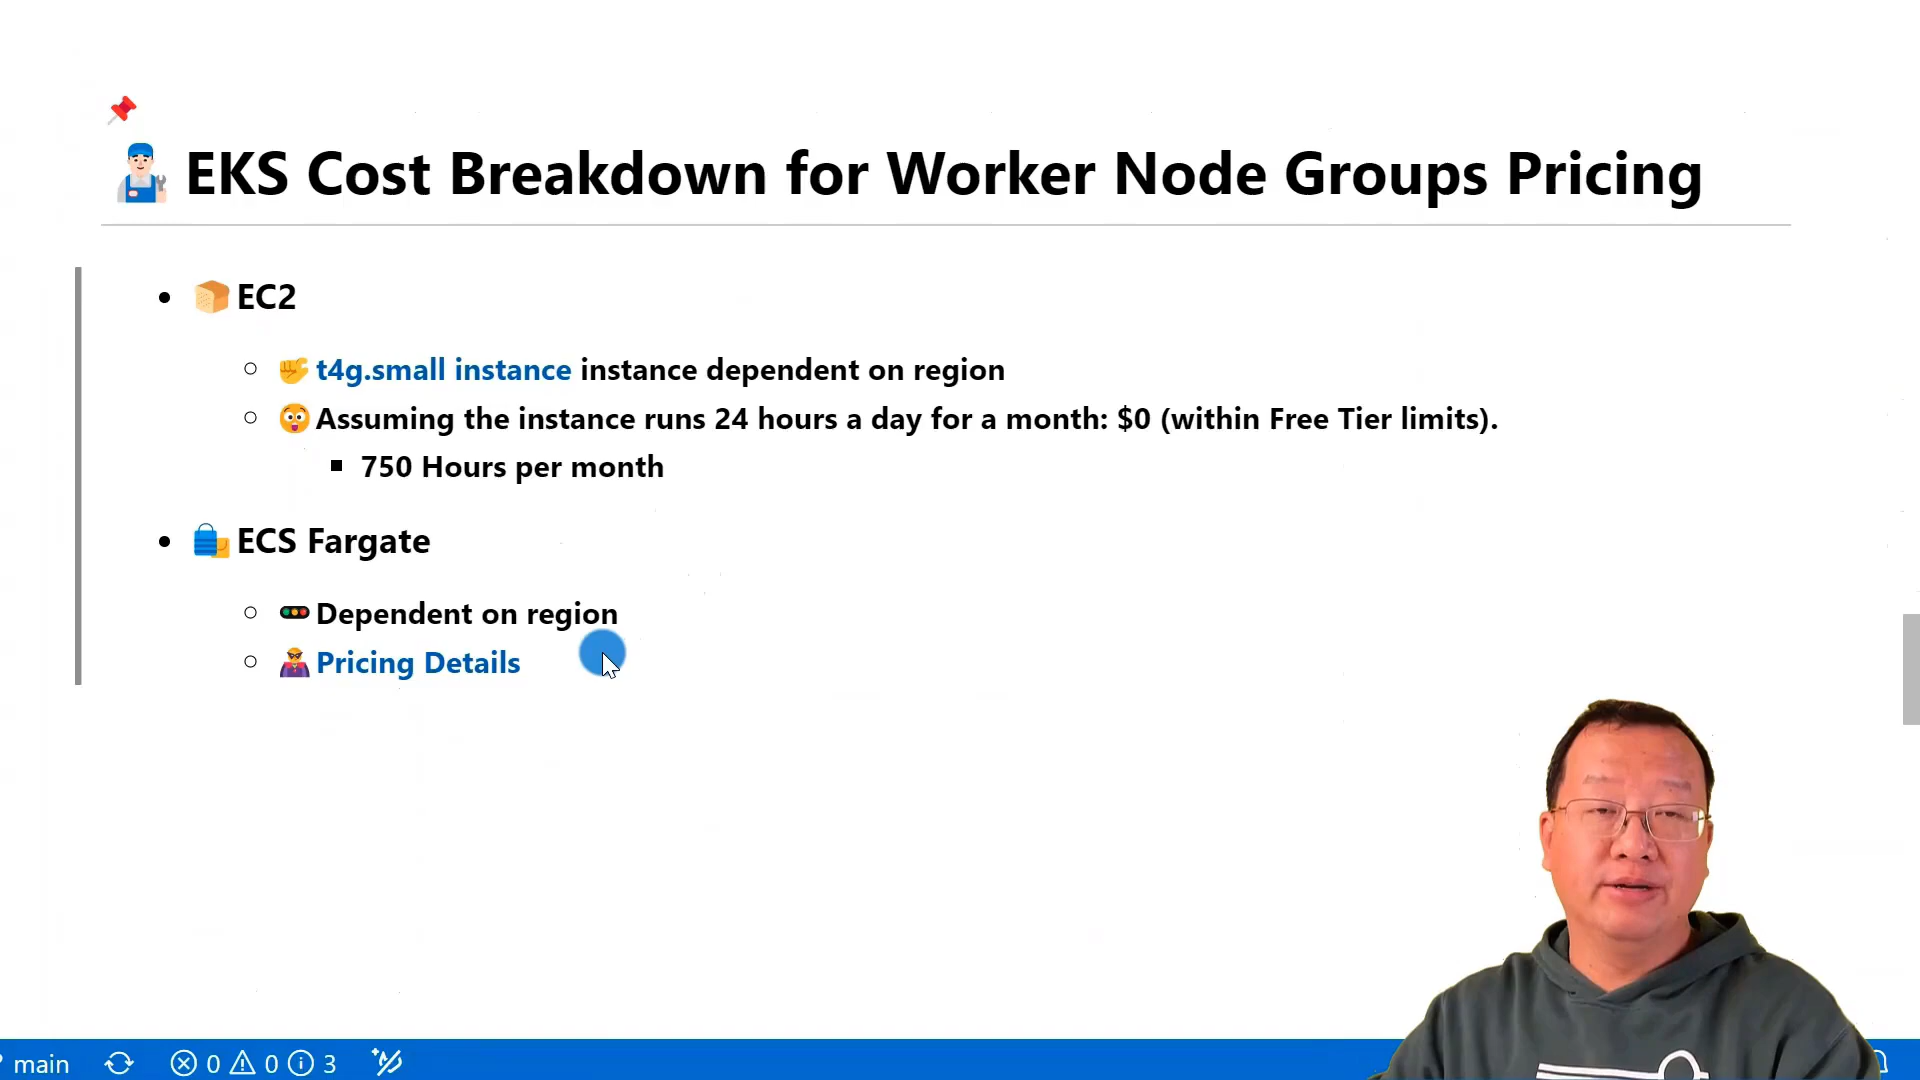 EKS Cost Breakdown for Worker Node Groups Pricing
EC2
t4g.small instance instance dependent on region
Assuming the instance runs 24 hours a day for a month: $0 (within Free Tier limits).
750 Hours per month
ECS Fargate
Dependent on region
Pricing Details
main 0 0 3